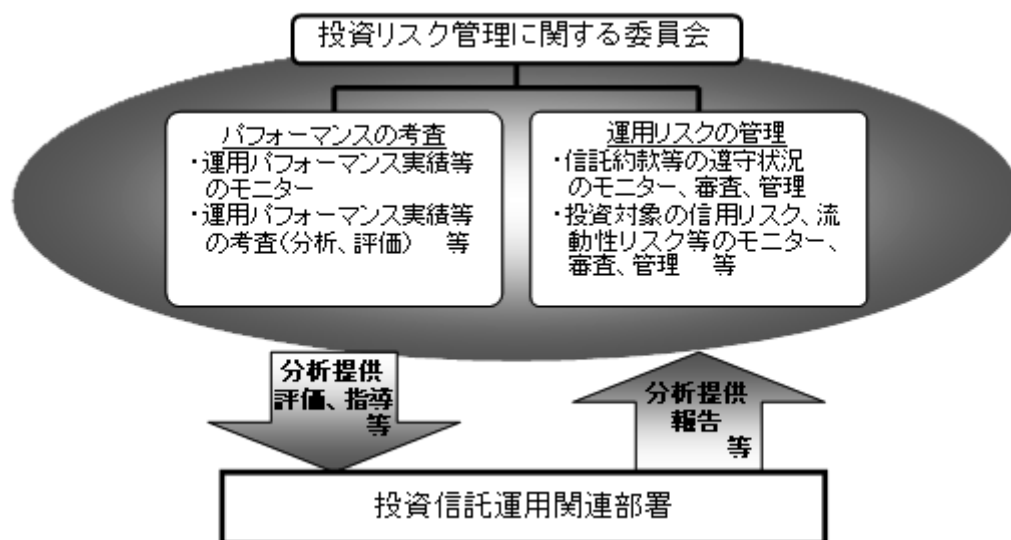 投資リスク管理に関する委員会
パフォーマンスの考査
・運用パフォーマンス実績等
のモニター
・運用パフォーマンス実績等
の考査(分析、評価) 等
運用リスクの管理
・信託約款等の遵守状況
のモニター、審査、管理
・投資対象の信用リスク、流
動性リスク等のモニター、
審査、管理 等
分析提供
評価、指導
等
分析提供
報告
等
投資信託運用関連部署